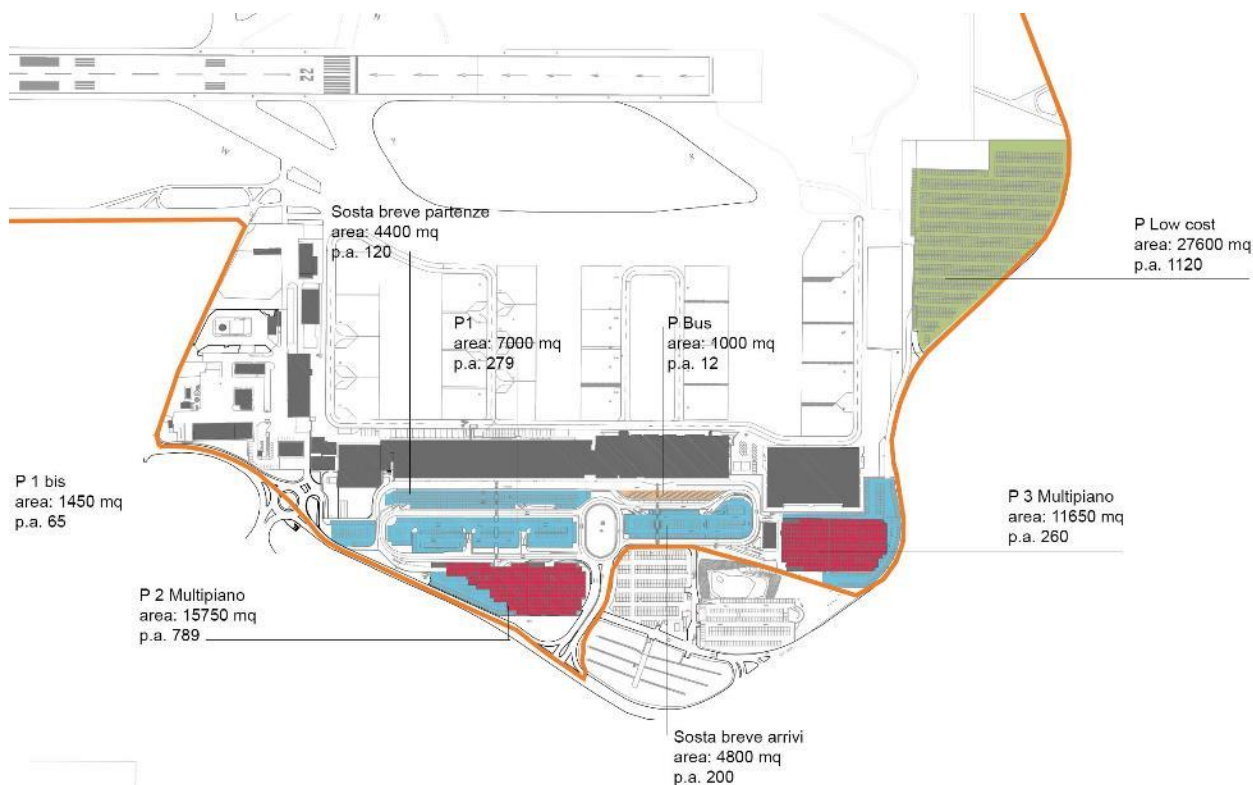 22
Sosta breve partenze
area: 4400 mq
p.a. 120
P Low cost
area: 27600 mq
p.a. 1120
P1
area: 7000 mq
p.a: 279
P Bus
area: 1000 mq
p.a. 12
P 1 bis
area: 1450 mq
p.a. 65
P 3 Multipiano
area: 11650 mq
p.a. 260
P 2 Multipiano
area: 15750 mq
p.a. 789
Sosta breve arrivi
area: 4800 mq
p.a. 200